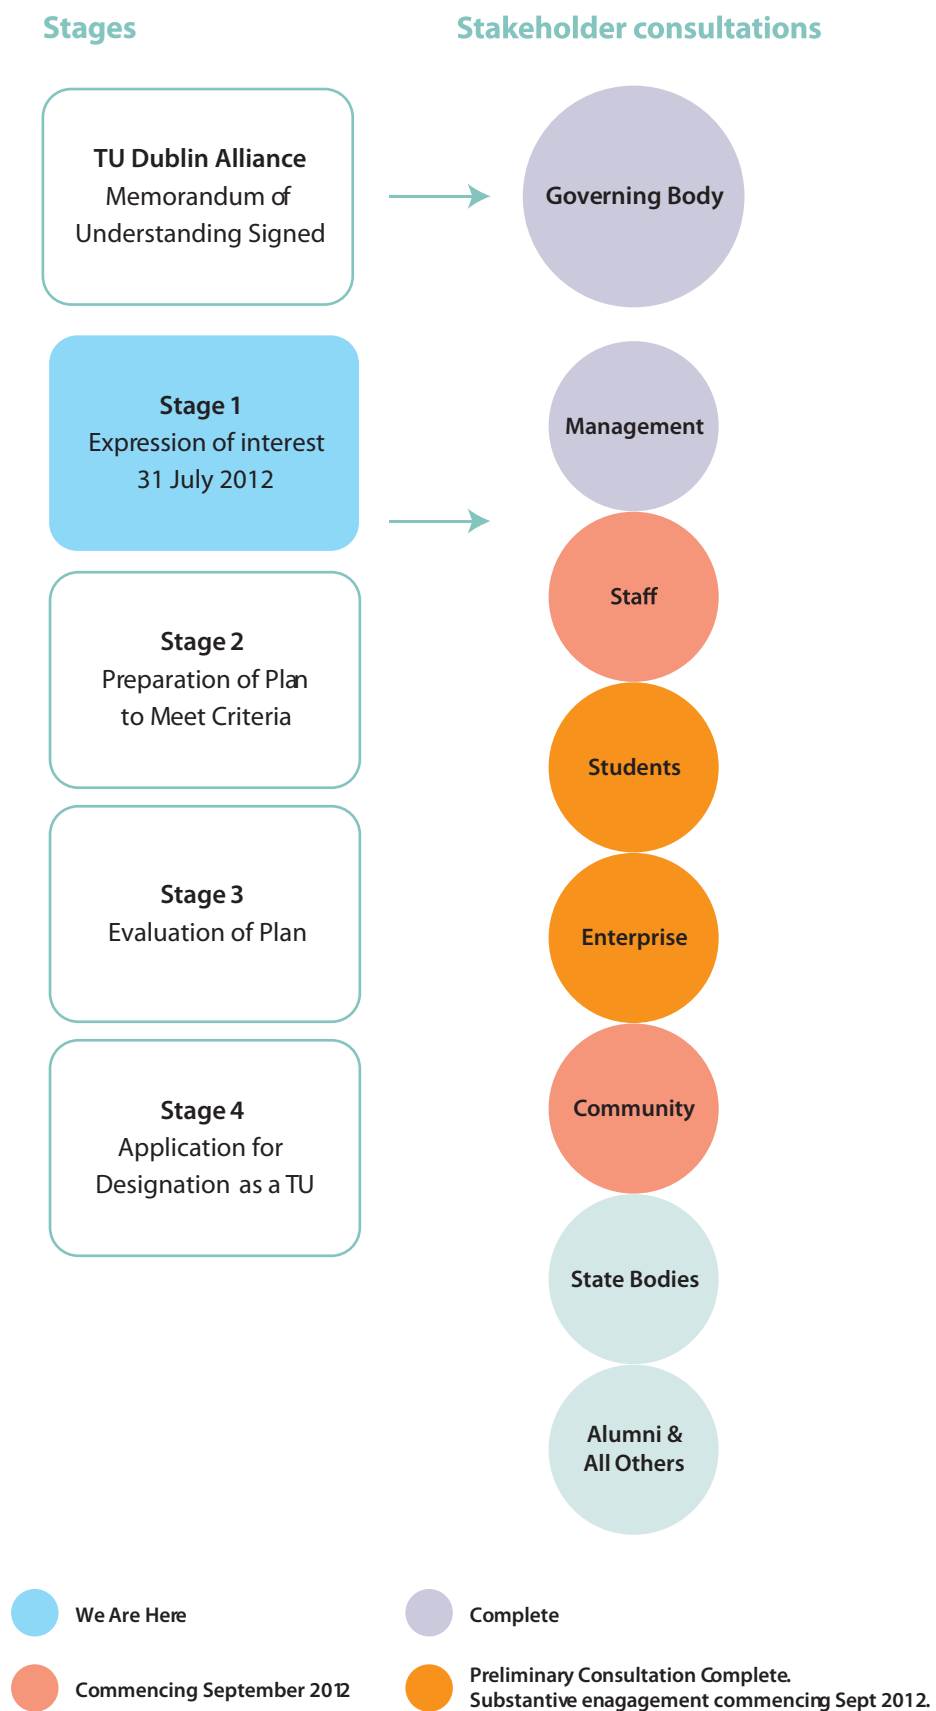 Stages
Stakeholder consultations
TU Dublin Alliance
Memorandum of
Understanding Signed
Governing Body
Stage 1
Expression of interest
31 July 2012
Management
Staff
Stage 2
Preparation of Plan
to Meet Criteria
Students
Stage 3
Evaluation of Plan
Enterprise
Stage 4
Application for
Designation as a TU
Community
State Bodies
Alumni &
All Others
We Are Here
Complete
Commencing September 2012
Preliminary Consultation Complete.
Substantive enagagement commencing Sept 2012.